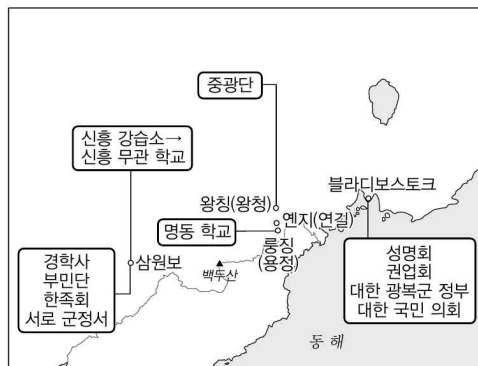 중광단
신흥 강습소→
신흥 무관 학교
블라디보스토크
왕칭(왕청)
옌지(연길)
명동 학교
룽징
(용정)
경학사
부민단
한족회
서로 군정서
삼원보
백두산
성명회
권업회
대한 광복군 정부
대한 국민 의회
동해